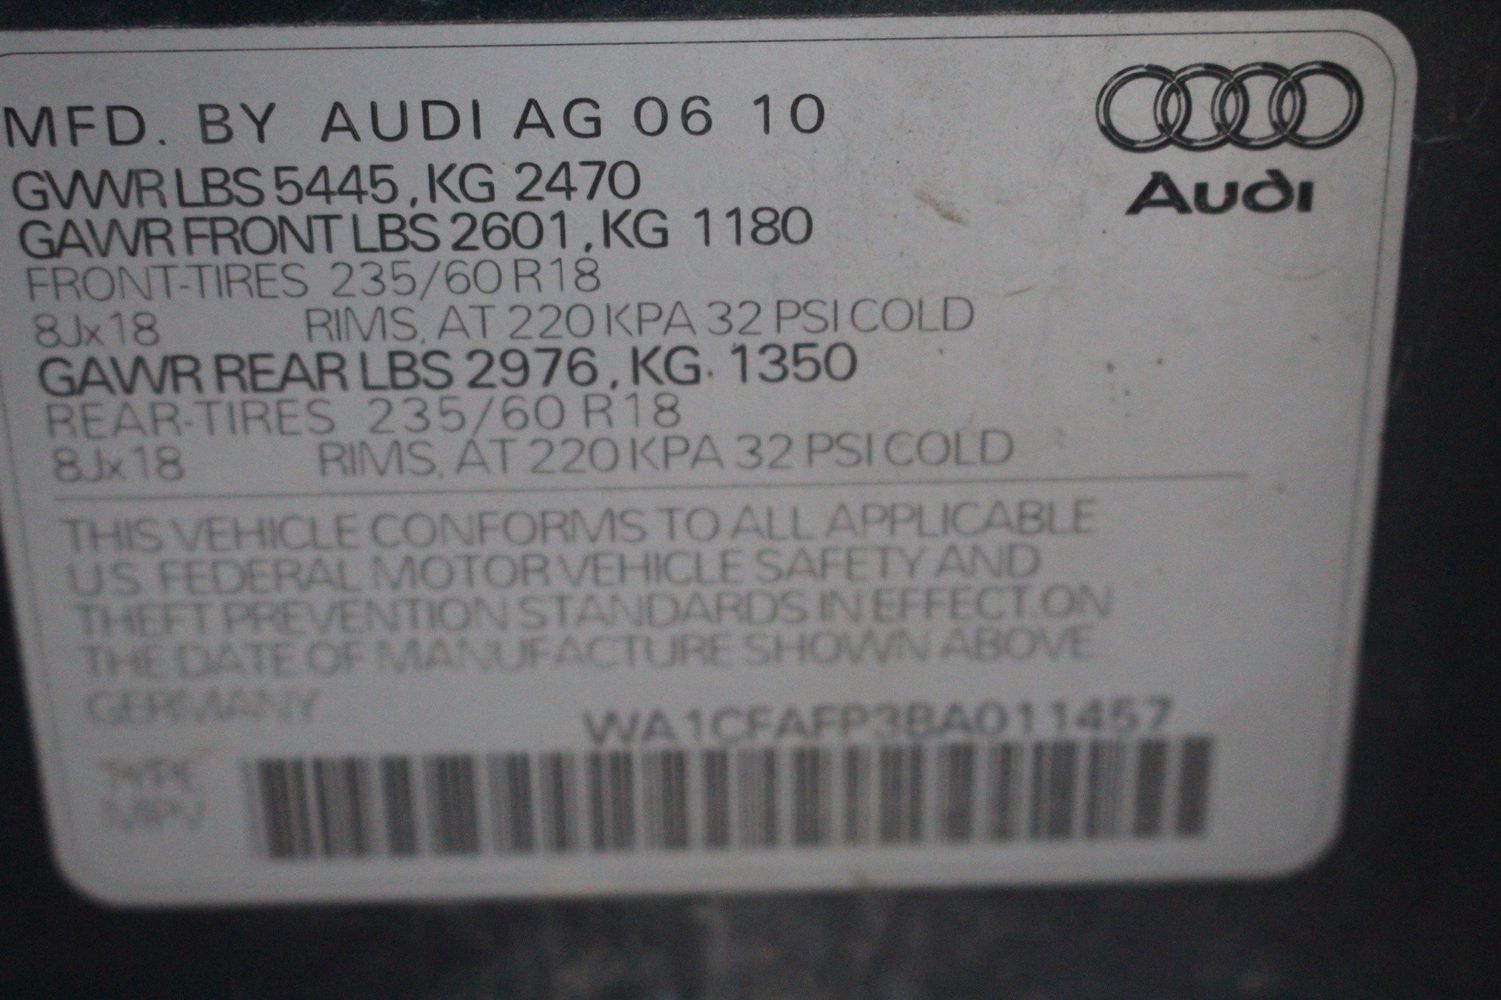 MFD. BY AUDI AG 06 10
Audi
GVWR LBS 5445, KG 2470
GAWR FRONT LBS 2601, KG 1180
FRONT-TIRES 235/60 R18
8Jx18 RIMS, AT 220 KPA 32 PSI COLD
GAWR REAR LBS 2976, KG. 1350
REAR-TIRES 235/60 R18
8Jx18 RIMS, AT 220 KPA 32 PSI COLD
THIS VEHICLE CONFORMS TO ALL APPLICABLE
U.S. FEDERAL MOTOR VEHICLE SAFETY AND
THEFT PREVENTION STANDARDS IN EFFECT ON
THE DATE OF MANUFACTURE SHOWN ABOVE
GERMANY
WA1CFAFP3BA011457
TYPE
MPV